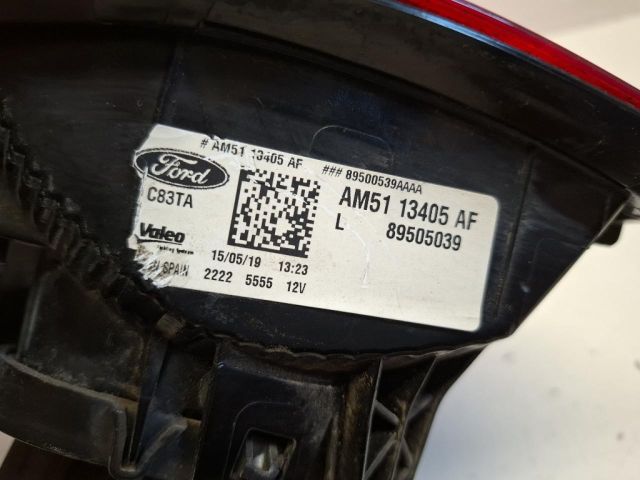 # AM51 13405 AF
### 89500539AAAA
Ford
C83TA
AM51 13405 AF
L 89505039
Valeo
15/05/19 13:23
SPAIN 2222 5555 12V